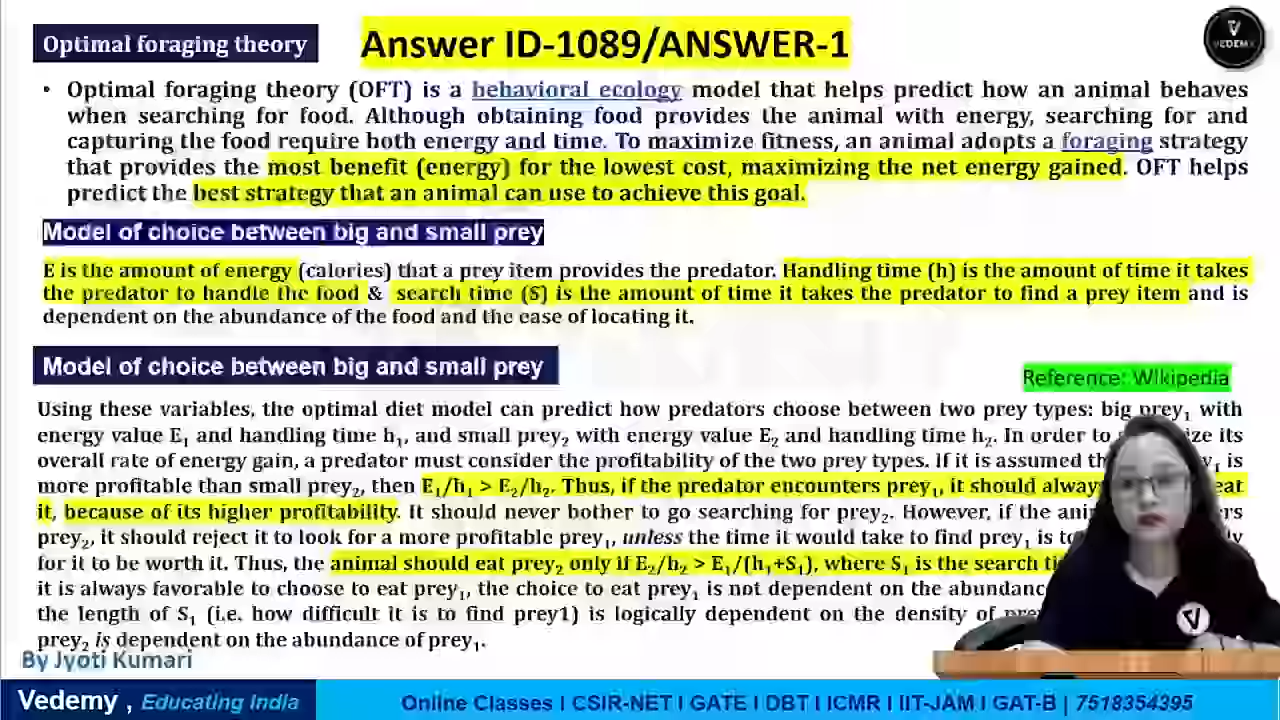 Optimal foraging theory
Answer ID-1089/ANSWER-1
VEDEMY
• Optimal foraging theory (OFT) is a behavioral ecology model that helps predict how an animal behaves
when searching for food. Although obtaining food provides the animal with energy, searching for and
capturing the food require both energy and time. To maximize fitness, an animal adopts a foraging strategy
that provides the most benefit (energy) for the lowest cost, maximizing the net energy gained. OFT helps
predict the best strategy that an animal can use to achieve this goal.
Model of choice between big and small prey
E is the amount of energy (calories) that a prey item provides the predator. Handling time (h) is the amount of time it takes
the predator to handle the food & search time (S) is the amount of time it takes the predator to find a prey item and is
dependent on the abundance of the food and the ease of locating it.
Model of choice between big and small prey
Reference: Wikipedia
Using these variables, the optimal diet model can predict how predators choose between two prey types: big prey₁ with
energy value E₁ and handling time h₁, and small prey₂ with energy value E₂ and handling time h₂. In order to ize its
overall rate of energy gain, a predator must consider the profitability of the two prey types. If it is assumed y₁ is
more profitable than small prey₂, then E₁/h₁ > E₂/h₂. Thus, if the predator encounters prey₁, it should alway eat
it, because of its higher profitability. It should never bother to go searching for prey₂. However, if the ers
prey₂, it should reject it to look for a more profitable prey₁, unless the time it would take to find prey₁ is
for it to be worth it. Thus, the animal should eat prey₂ only if E₂/h₂ > E₁/(h₁+S₁), where S₁ is the search
it is always favorable to choose to eat prey₁, the choice to eat prey₁ is not dependent on the abundanc
the length of S₁ (i.e. how difficult it is to find prey1) is logically dependent on the density of
prey₂ is dependent on the abundance of prey₁.
By Jyoti Kumari
Vedemy , Educating India
Online Classes I CSIR-NET I GATE I DBT I ICMR I IIT-JAM I GAT-B | 7518354395